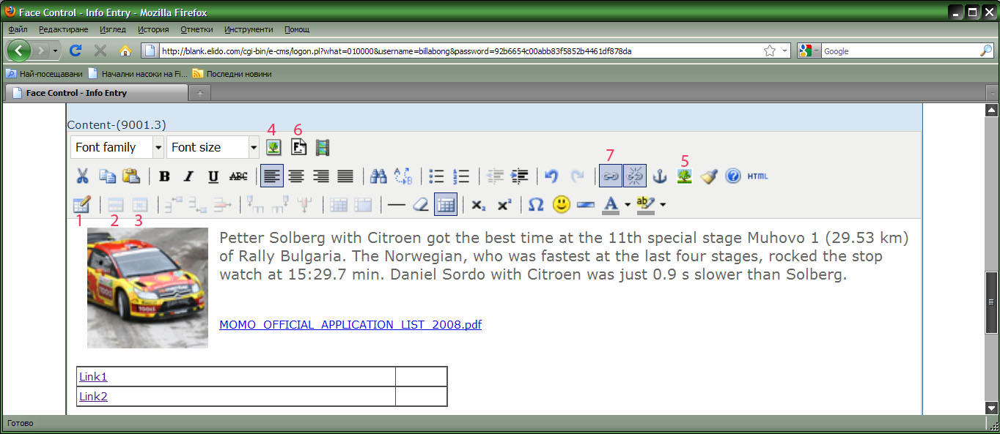 Face Control - Info Entry - Mozilla Firefox
Файл Редактиране Изглед История Отметки Инструменти Помощ
http://blank.elido.com/cgi-bin/e-cms/logon.pl?what=010000&username=billabong&password=92b6654c00abb83f5852b4461df878da Google
Най-посещавани Начални насоки на Fi... Последни новини
Face Control - Info Entry
Content-(9001.3)
4 6
Font family Font size
7 5
B I U ABC HTML
1 2 3
Petter Solberg with Citroen got the best time at the 11th special stage Muhovo 1 (29.53 km)
of Rally Bulgaria. The Norwegian, who was fastest at the last four stages, rocked the stop
watch at 15:29.7 min. Daniel Sordo with Citroen was just 0.9 s slower than Solberg.
MOMO_OFFICIAL_APPLICATION_LIST_2008.pdf
Link1
Link2
Готово